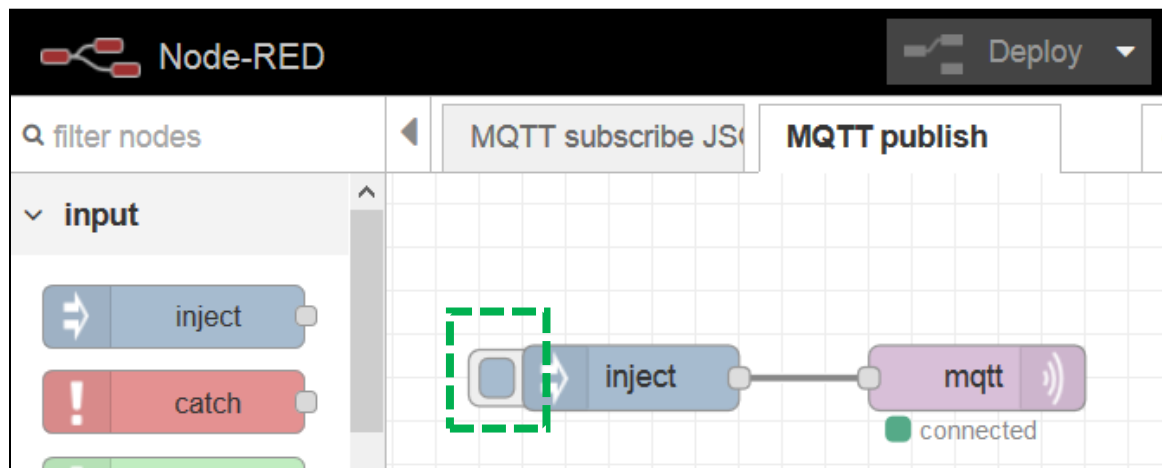 Node-RED
Deploy
filter nodes
MQTT subscribe JS
MQTT publish
input
inject
catch
inject
mqtt
connected